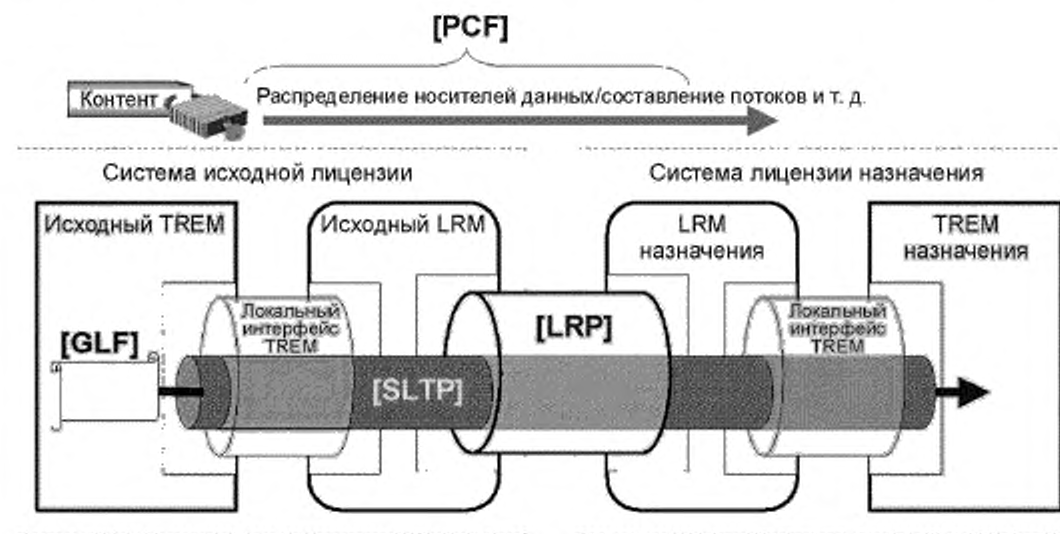 [PCF]
Контент
Распределение носителей данных/составление потоков и т. д.
Система исходной лицензии
Система лицензии назначения
Исходный TREM
Исходный LRM
LRM
назначения
TREM
назначения
Локальный
интерфейс
TREM
[LRP]
Локальный
интерфейс
TREM
[GLF]
[SLTP]